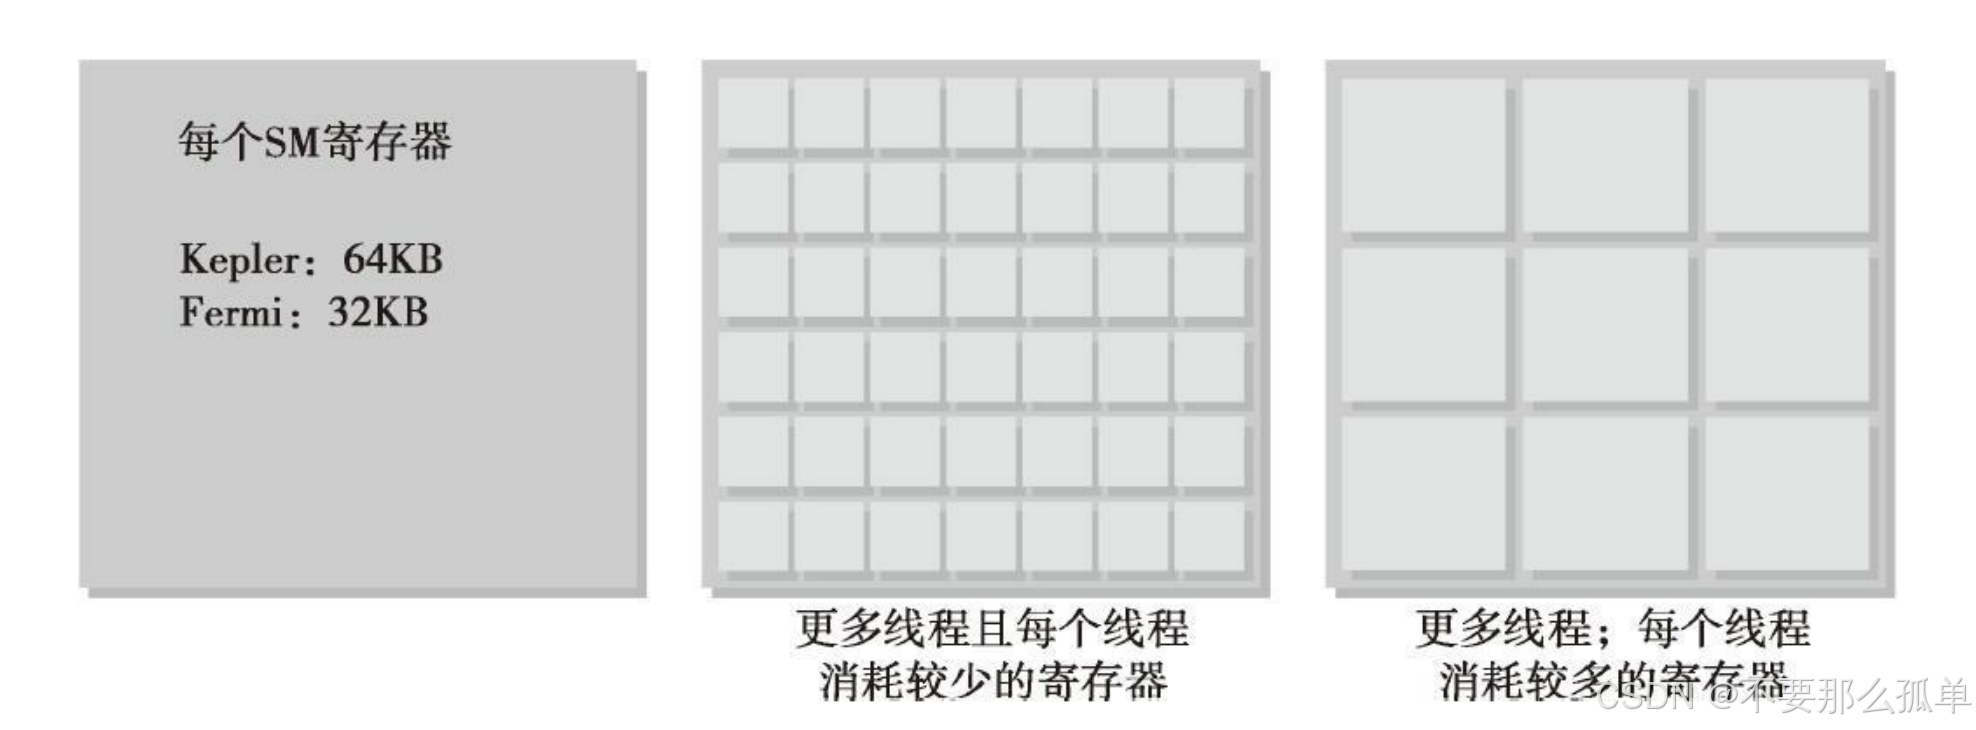 每个SM寄存器
Kepler：64KB
Fermi：32KB
更多线程且每个线程
消耗较少的寄存器
更多线程；每个线程
消耗较多的寄存器
CSDN @不要那么孤单